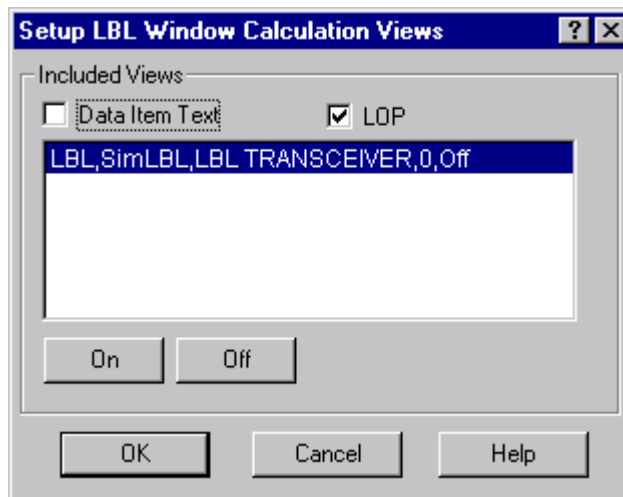 Setup LBL Window Calculation Views
Included Views
Data Item Text
LOP
LBL,SimLBL,LBL TRANSCEIVER,0,Off
On
Off
OK
Cancel
Help